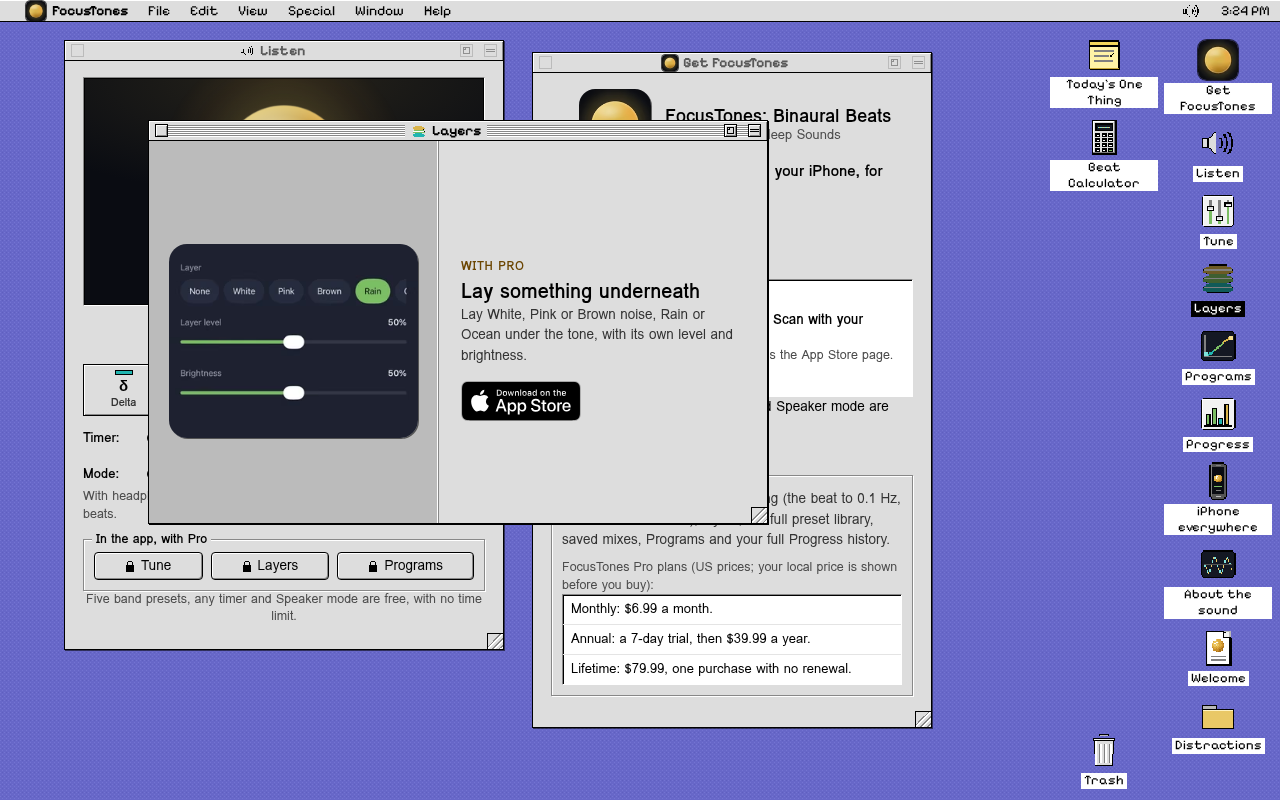 FocusTones File Edit View Special Window Help 3:24 PM
Listen
Get FocusTones
FocusTones: Binaural Beats
eep Sounds
your iPhone, for
Scan with your
s the App Store page.
Speaker mode are
Layers
Layer
None White Pink Brown Rain
Layer level 50%
Brightness 50%
WITH PRO
Lay something underneath
Lay White, Pink or Brown noise, Rain or
Ocean under the tone, with its own level and
brightness.
Download on the
App Store
δ
Delta
Timer:
Mode:
With headp
beats.
In the app, with Pro
Tune Layers Programs
Five band presets, any timer and Speaker mode are free, with no time
limit.
ng (the beat to 0.1 Hz,
full preset library,
saved mixes, Programs and your full Progress history.
FocusTones Pro plans (US prices; your local price is shown
before you buy):
Monthly: $6.99 a month.
Annual: a 7-day trial, then $39.99 a year.
Lifetime: $79.99, one purchase with no renewal.
Today's One
Thing
Beat
Calculator
Get
FocusTones
Listen
Tune
Layers
Programs
Progress
iPhone
everywhere
About the
sound
Welcome
Distractions
Trash